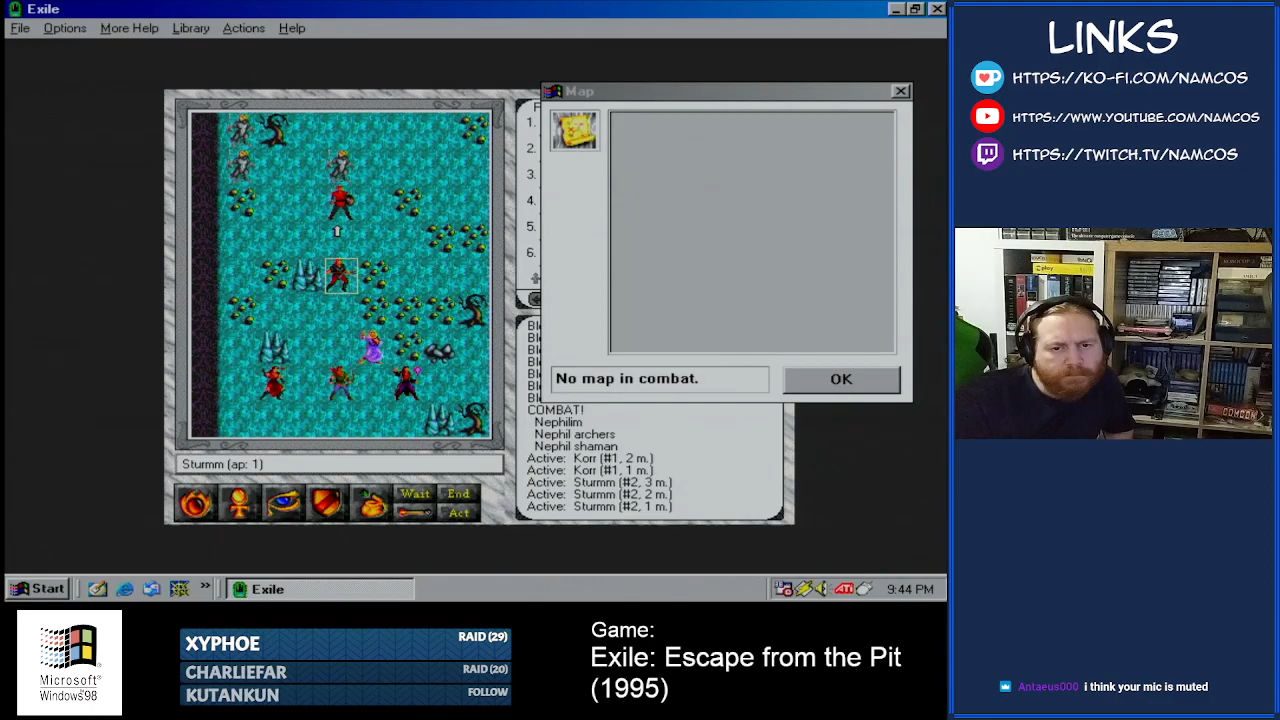 Exile
File Options More Help Library Actions Help
Map
1.
2.
3.
4.
5.
6.
No map in combat.
OK
COMBAT!
Nephilim
Nephil archers
Nephil shaman
Active: Korr (#1, 2 m.)
Active: Korr (#1, 1 m.)
Active: Sturmm (#2, 3 m.)
Active: Sturmm (#2, 2 m.)
Active: Sturmm (#2, 1 m.)
Sturmm (ap: 1)
Wait End
Act
Start
Exile
ATI
9:44 PM
Microsoft
Windows98
XYPHOE RAID (29)
CHARLIEFAR RAID (20)
KUTANKUN FOLLOW
Game:
Exile: Escape from the Pit
(1995)
LINKS
HTTPS://KO-FI.COM/NAMCOS
HTTPS://WWW.YOUTUBE.COM/NAMCOS
HTTPS://TWITCH.TV/NAMCOS
SEGA
Antaeus000 i think your mic is muted